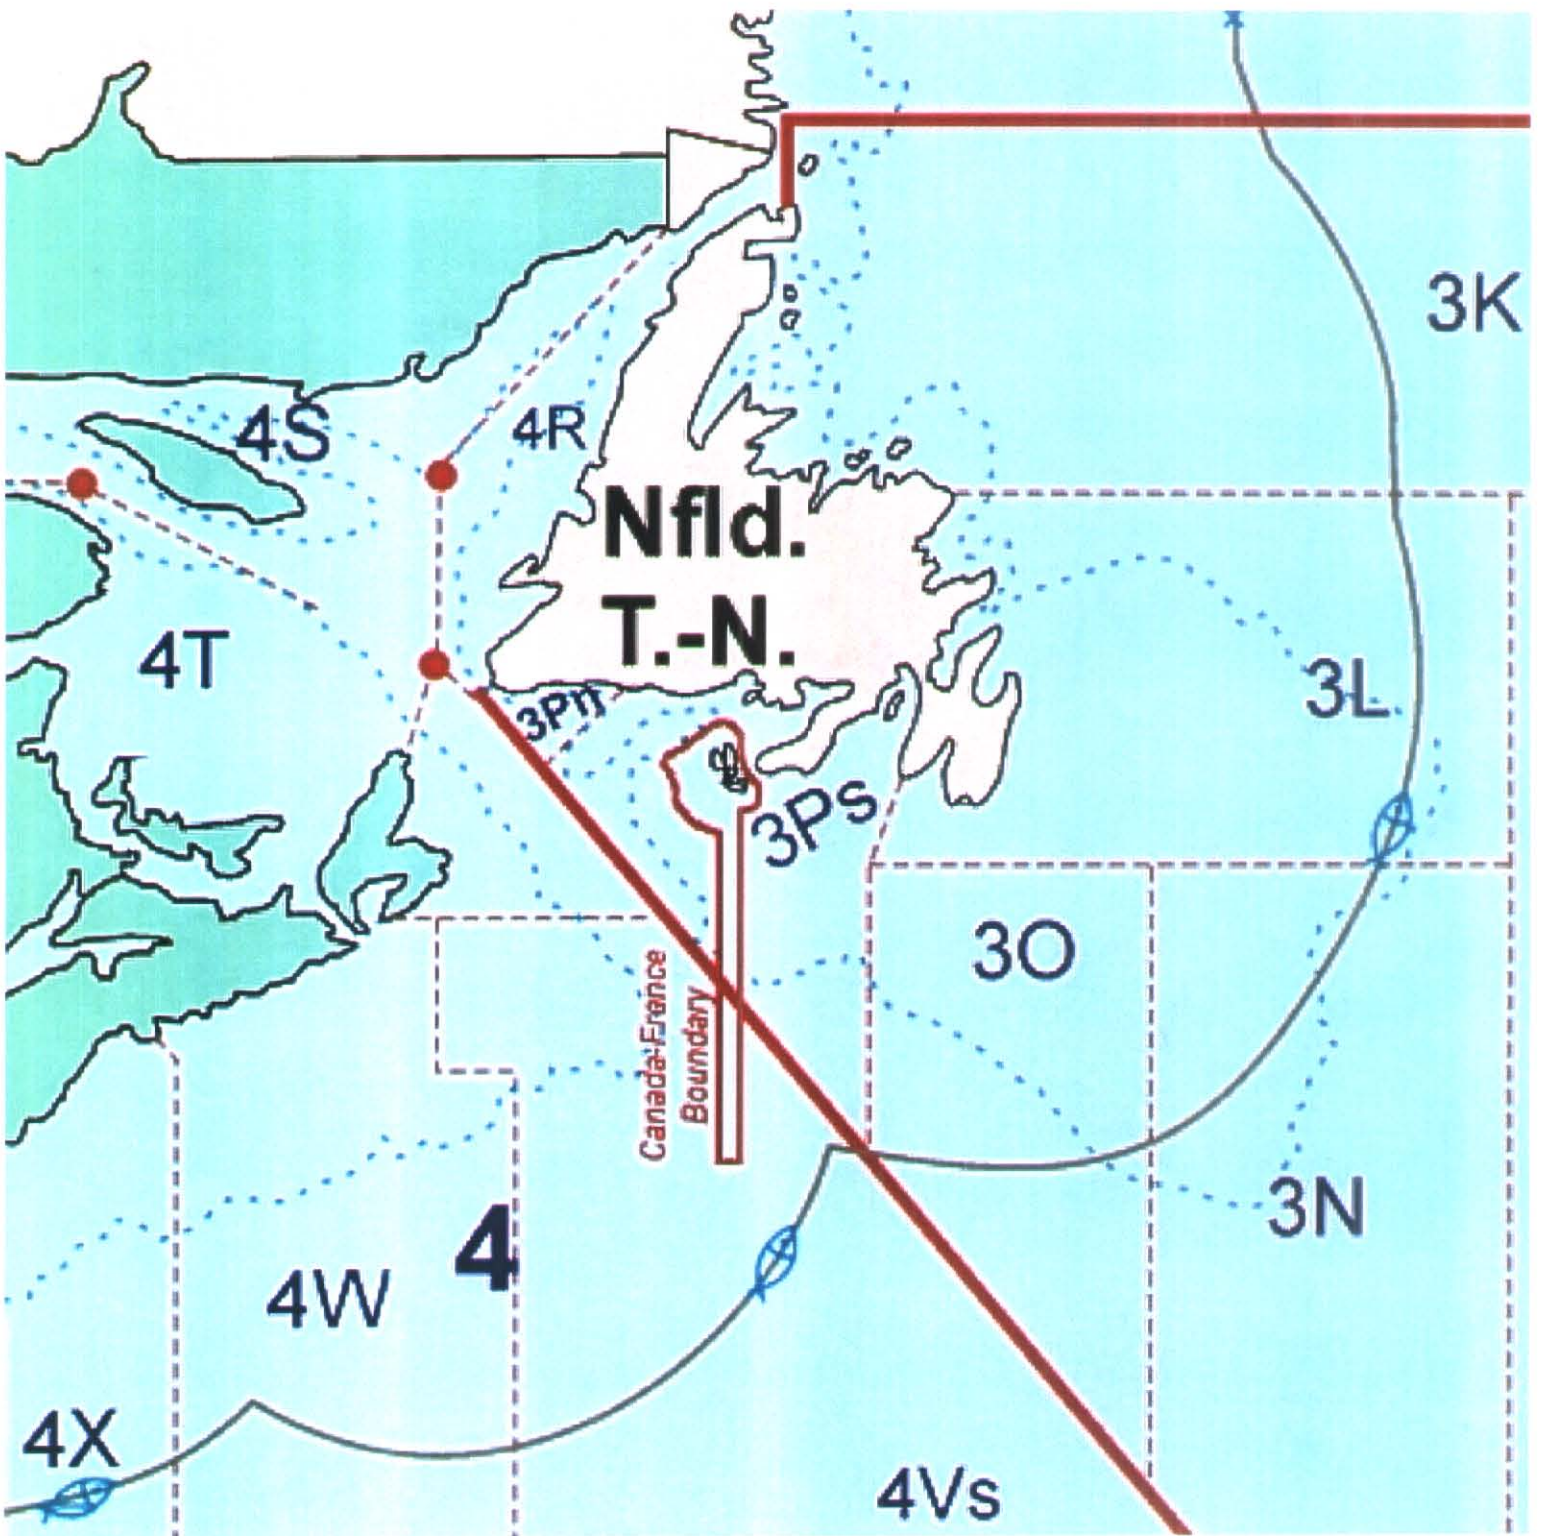 3K
4S
4R
Nfld.
T.-N.
4T
3L
3Pn
3Ps
3O
Canada-France
Boundary
3N
4
4W
4X
4Vs